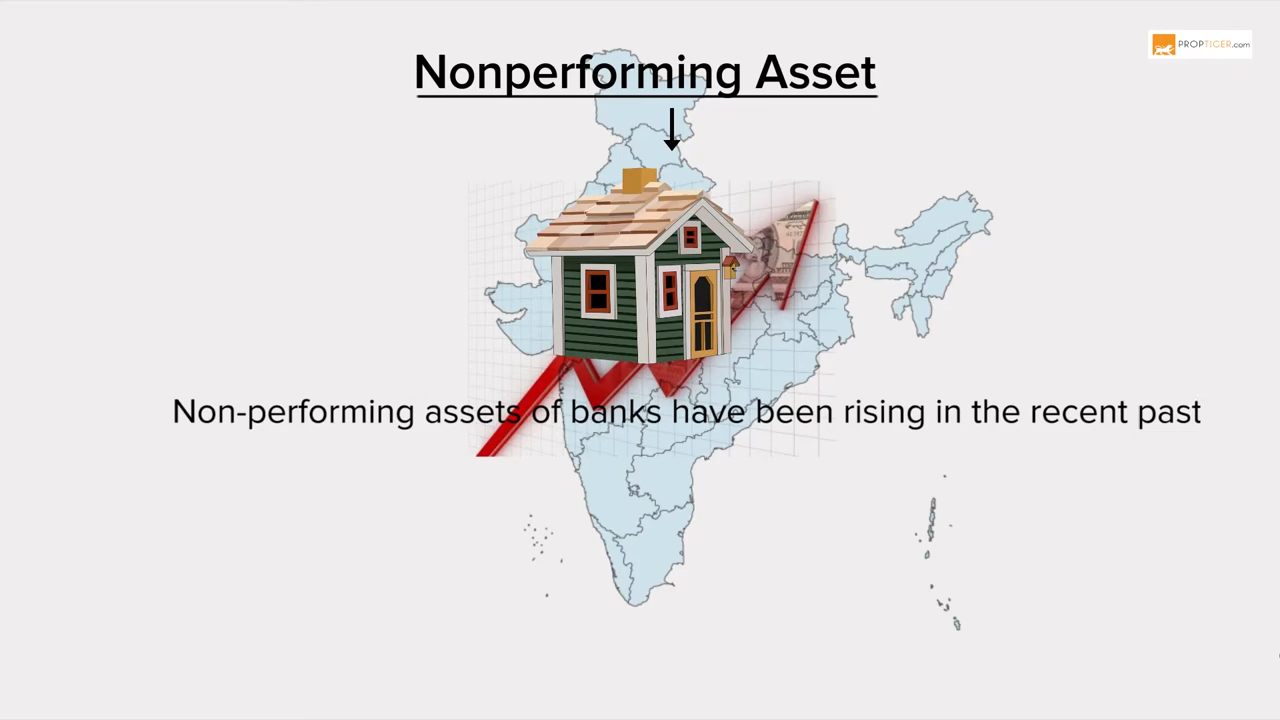 PROPTIGER.com
Nonperforming Asset
Non-performing assets of banks have been rising in the recent past